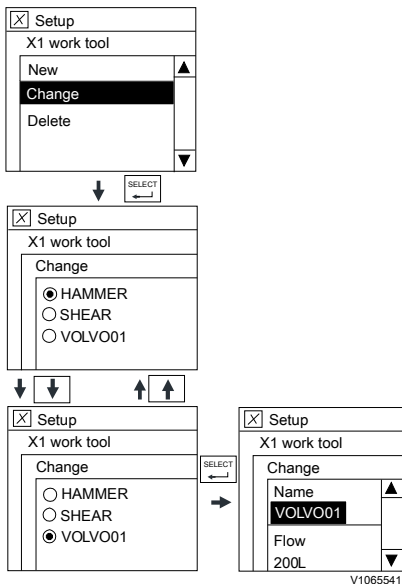 X Setup
X1 work tool
New
Change
Delete
SELECT
X Setup
X1 work tool
Change
HAMMER
SHEAR
VOLVO01
X Setup
X1 work tool
Change
HAMMER
SHEAR
VOLVO01
SELECT
X Setup
X1 work tool
Change
Name
VOLVO01
Flow
200L
V1065541